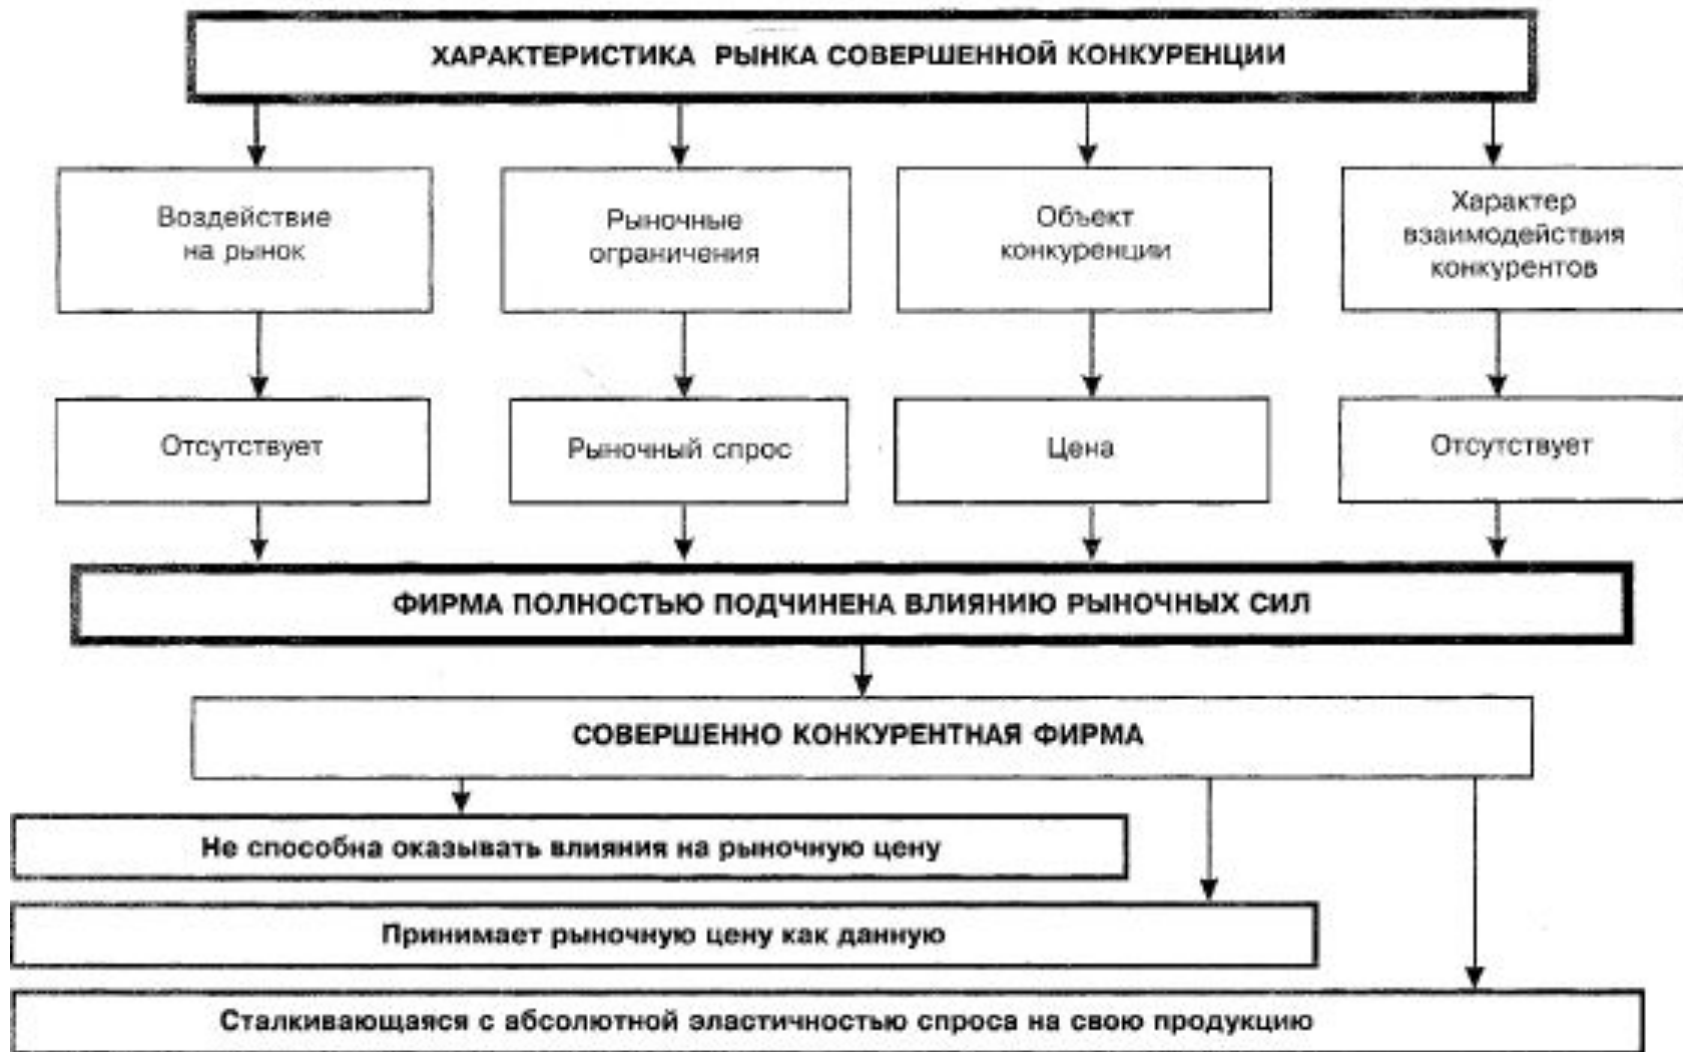 ХАРАКТЕРИСТИКА РЫНКА СОВЕРШЕННОЙ КОНКУРЕНЦИИ
Воздействие
на рынок
Рыночные
ограничения
Объект
конкуренции
Характер
взаимодействия
конкурентов
Отсутствует
Рыночный спрос
Цена
Отсутствует
ФИРМА ПОЛНОСТЬЮ ПОДЧИНЕНА ВЛИЯНИЮ РЫНОЧНЫХ СИЛ
СОВЕРШЕННО КОНКУРЕНТНАЯ ФИРМА
Не способна оказывать влияния на рыночную цену
Принимает рыночную цену как данную
Сталкивающаяся с абсолютной эластичностью спроса на свою продукцию